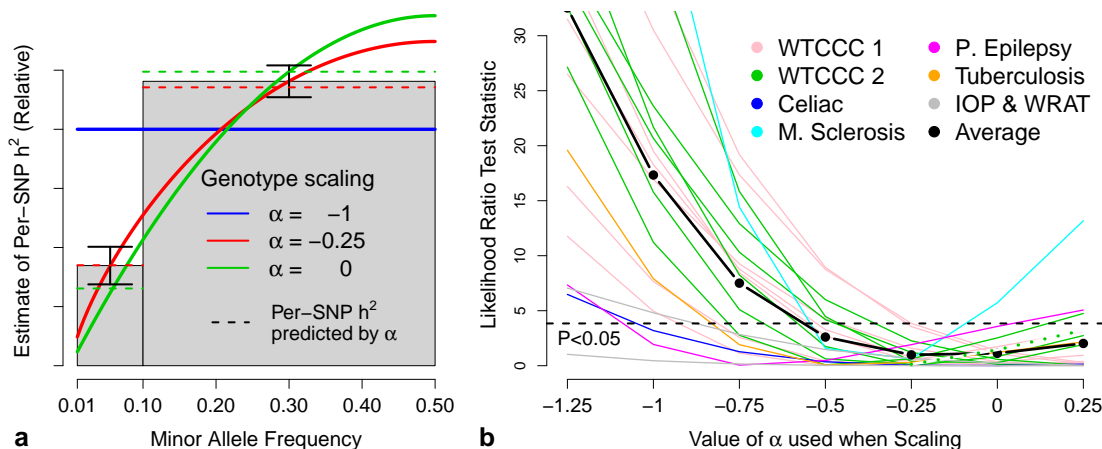 Estimate of Per−SNP h² (Relative)
Genotype scaling
α = −1
α = −0.25
α = 0
Per−SNP h²
predicted by α
0.01 0.10 0.20 0.30 0.40 0.50
Minor Allele Frequency
a
Likelihood Ratio Test Statistic
30
25
20
15
10
5
0
WTCCC 1
WTCCC 2
Celiac
M. Sclerosis
P. Epilepsy
Tuberculosis
IOP & WRAT
Average
P<0.05
−1.25 −1 −0.75 −0.5 −0.25 0 0.25
Value of α used when Scaling
b